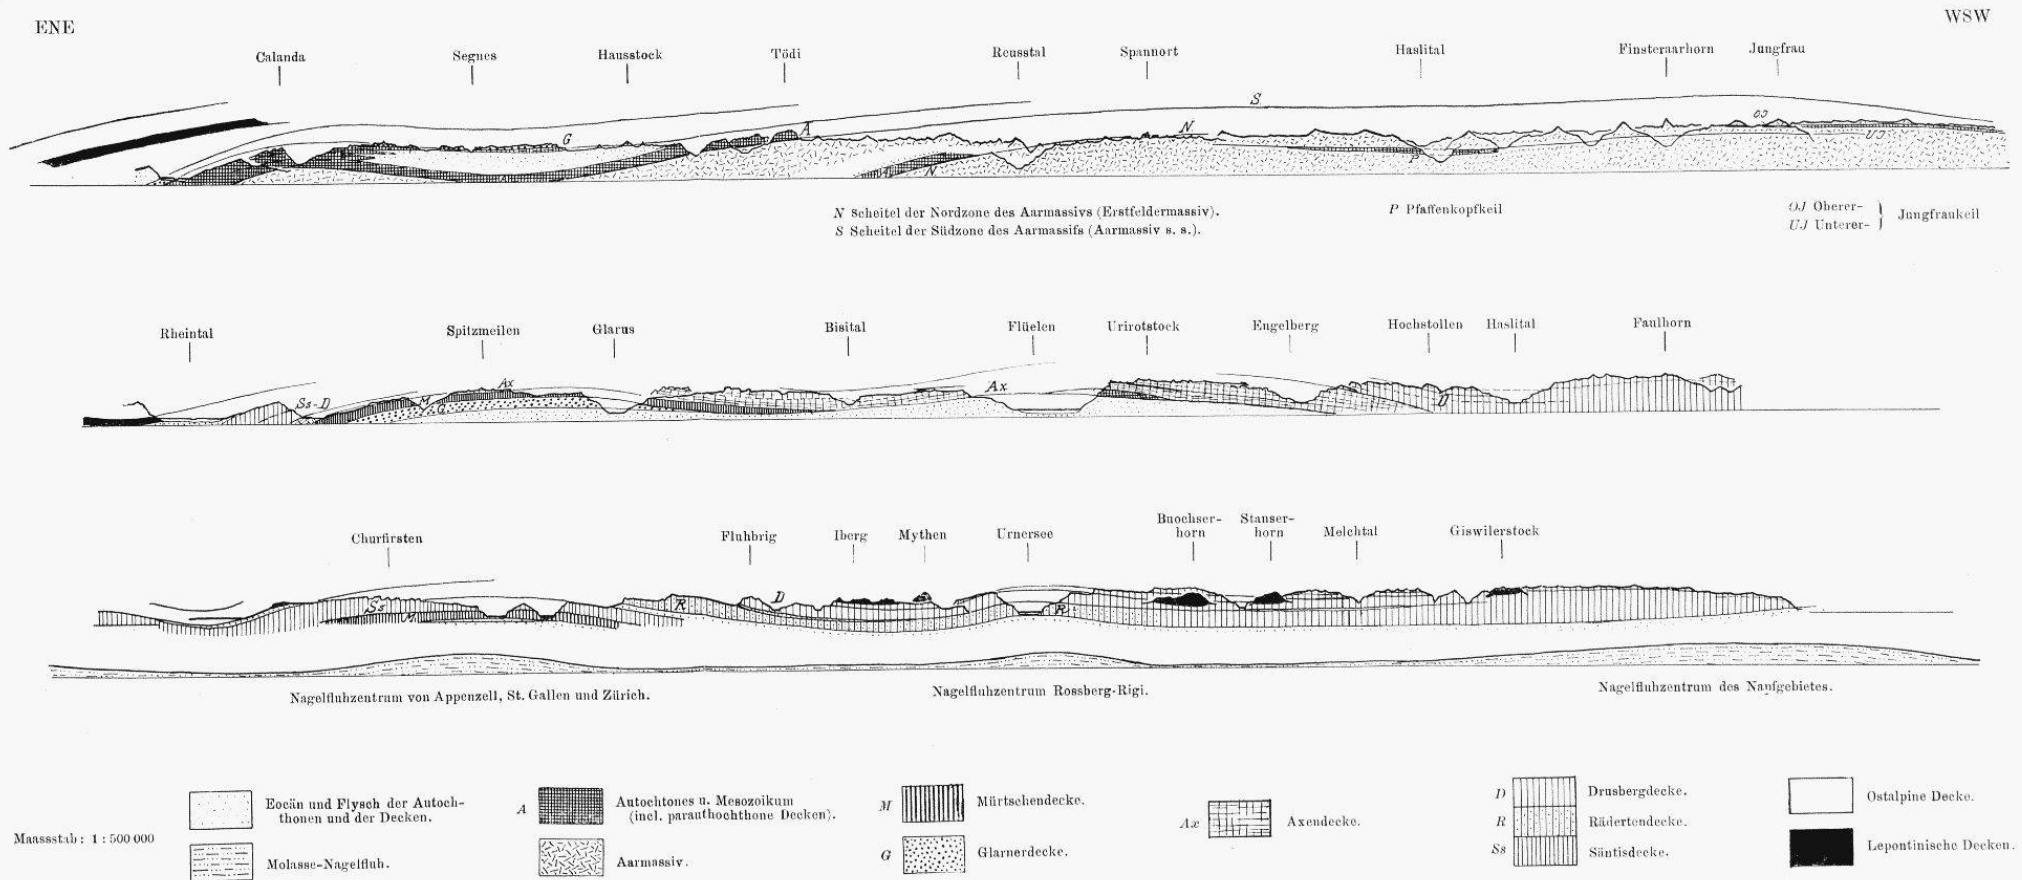 ENE
WSW
Calanda
Segnes
Hausstock
Tödi
Reusstal
Spannort
Haslital
Finsteraarhorn
Jungfrau
S
G
A
N
OJ
UJ
N
P
N Scheitel der Nordzone des Aarmassivs (Erstfeldermassiv).
S Scheitel der Südzone des Aarmassifs (Aarmassiv s. s.).
P Pfaffenkopfkeil
OJ Oberer-
UJ Unterer-
Jungfraukeil
Rheintal
Spitzmeilen
Glarus
Bisital
Flüelen
Urirotstock
Engelberg
Hochstollen
Haslital
Faulhorn
Ss-D
M
G
Ax
Ax
D
Churfirsten
Fluhbrig
Iberg
Mythen
Urnersee
Buochser-
horn
Stanser-
horn
Melchtal
Giswilerstock
Ss
M
R
D
R
Nagelfluhzentrum von Appenzell, St. Gallen und Zürich.
Nagelfluhzentrum Rossberg-Rigi.
Nagelfluhzentrum des Napfgebietes.
Maassstab: 1 : 500 000
Eocän und Flysch der Autoch-
thonen und der Decken.
Molasse-Nagelfluh.
A
Autochtones u. Mesozoikum
(incl. parauthochthone Decken).
Aarmassiv.
M
Mürtschendecke.
G
Glarnerdecke.
Ax
Axendecke.
D
Drusbergdecke.
R
Rädertendecke.
Ss
Säntisdecke.
Ostalpine Decke.
Lepontinische Decken.